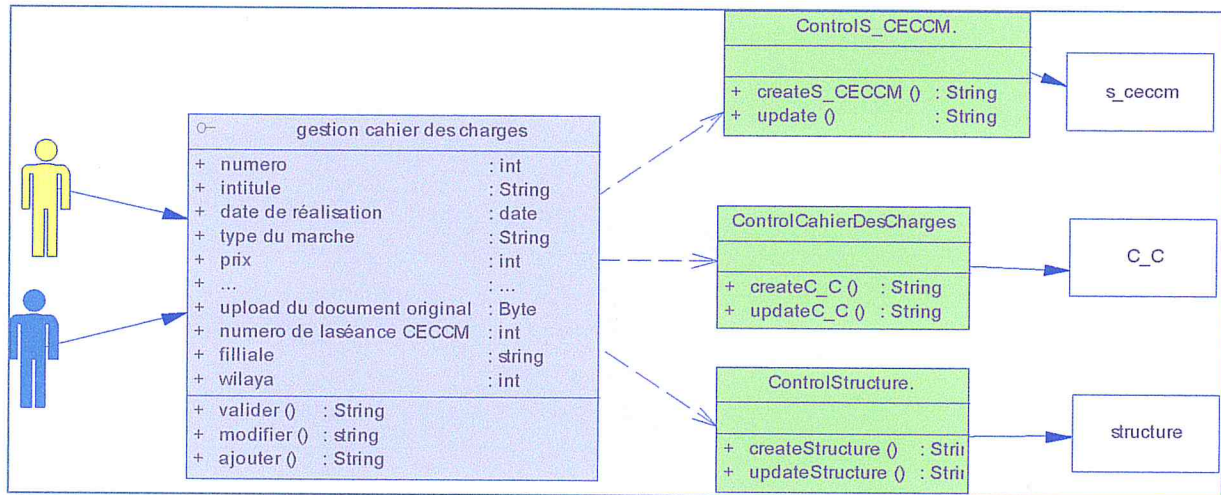 ControlS_CECCM.
+ createS_CECCM () : String
+ update () : String
s_ceccm
gestion cahier des charges
+ numero : int
+ intitule : String
+ date de réalisation : date
+ type du marche : String
+ prix : int
+ ... : ...
+ upload du document original : Byte
+ numero de laséance CECCM : int
+ filliale : string
+ wilaya : int
+ valider () : String
+ modifier () : string
+ ajouter () : String
ControlCahierDesCharges
+ createC_C () : String
+ updateC_C () : String
C_C
ControlStructure.
+ createStructure () : Strin
+ updateStructure () : Strin
structure